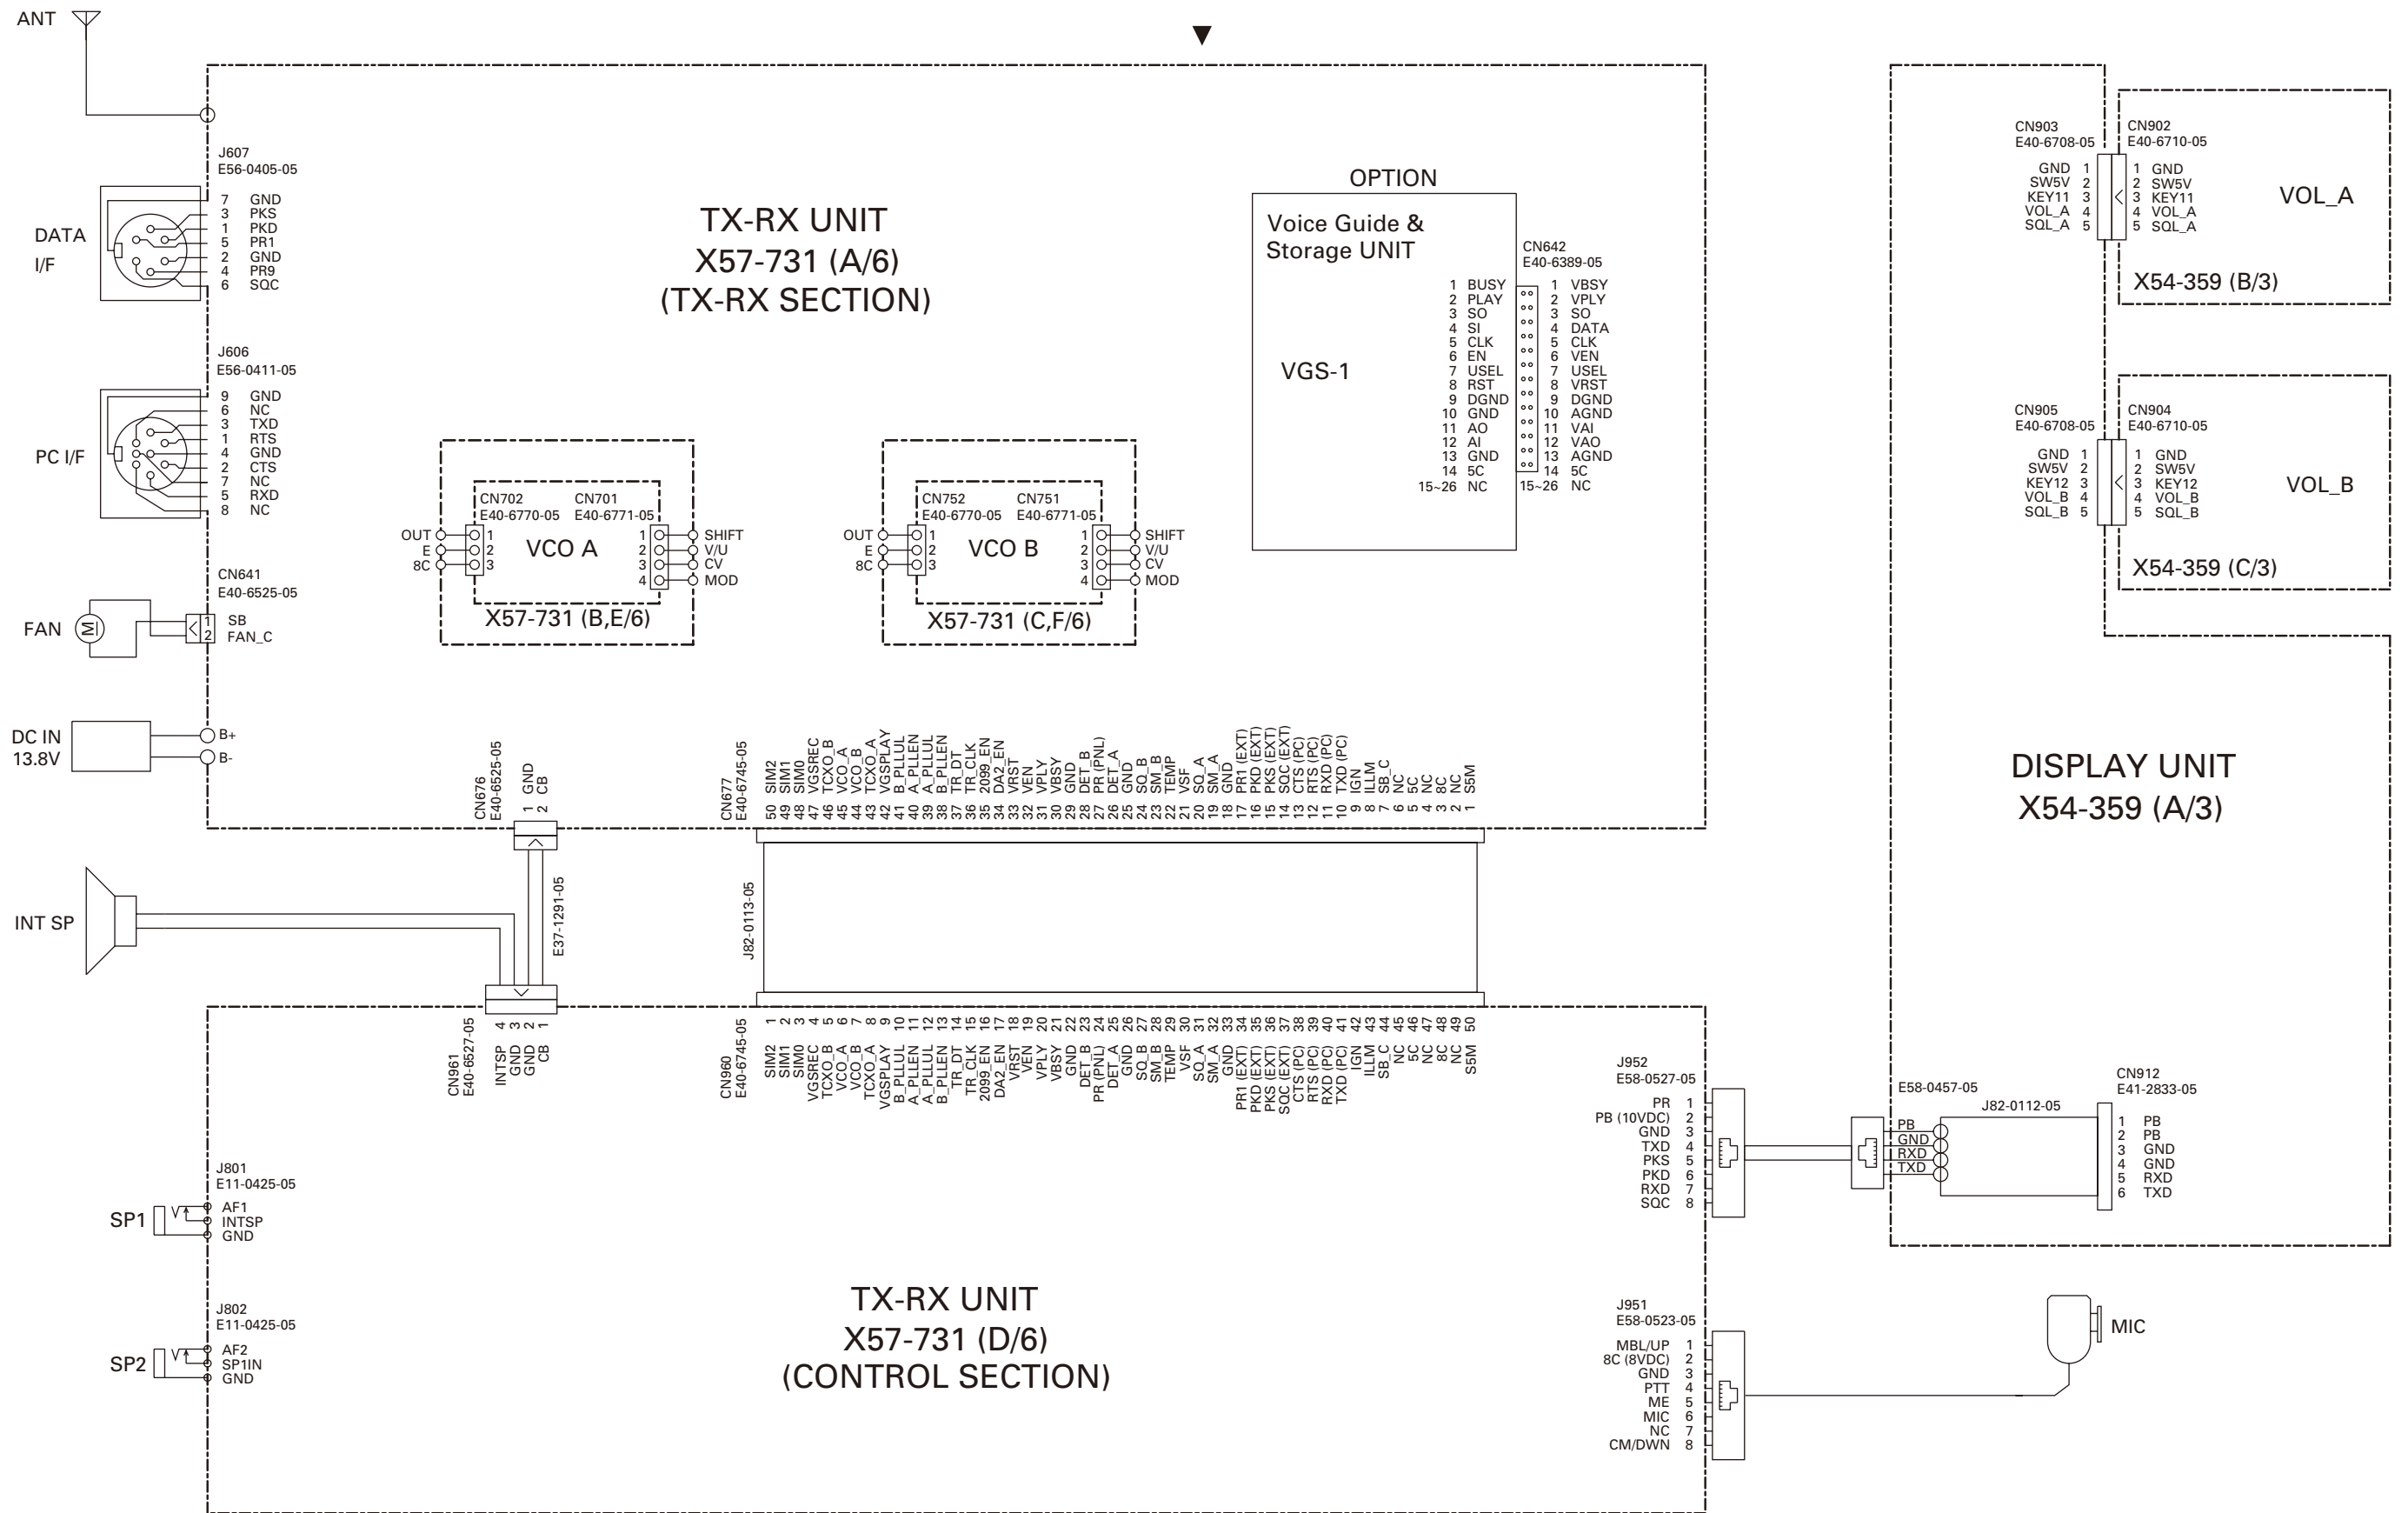 ANT
J607
E56-0405-05
DATA
I/F
7 GND
3 PKS
1 PKD
5 PR1
2 GND
4 PR9
6 SQC
TX-RX UNIT
X57-731 (A/6)
(TX-RX SECTION)
J606
E56-0411-05
PC I/F
9 GND
6 NC
3 TXD
1 RTS
4 GND
2 CTS
7 NC
5 RXD
8 NC
OPTION
Voice Guide &
Storage UNIT
VGS-1
CN642
E40-6389-05
1 BUSY 1 VBSY
2 PLAY 2 VPLY
3 SO 3 SO
4 SI 4 DATA
5 CLK 5 CLK
6 EN 6 VEN
7 USEL 7 USEL
8 RST 8 VRST
9 DGND 9 DGND
10 GND 10 AGND
11 AO 11 VAI
12 AI 12 VAO
13 GND 13 AGND
14 5C 14 5C
15~26 NC 15~26 NC
CN702 CN701
E40-6770-05 E40-6771-05
OUT 1 1 SHIFT
E 2 2 V/U
8C 3 3 CV
4 MOD
VCO A
X57-731 (B,E/6)
CN752 CN751
E40-6770-05 E40-6771-05
OUT 1 1 SHIFT
E 2 2 V/U
8C 3 3 CV
4 MOD
VCO B
X57-731 (C,F/6)
CN641
E40-6525-05
FAN
M
1 SB
2 FAN_C
DC IN
13.8V
B+
B-
CN676
E40-6525-05
1 GND
2 CB
CN677
E40-6745-05
50 SIM2
49 SIM1
48 SIM0
47 VGSREC
46 TCXO_B
45 VCO_A
44 VCO_B
43 TCXO_A
42 VGSPLAY
41 B_PLLUL
40 A_PLLEN
39 A_PLLUL
38 B_PLLEN
37 TR_DT
36 TR_CLK
35 2099_EN
34 DA2_EN
33 VRST
32 VEN
31 VPLY
30 VBSY
29 GND
28 DET_B
27 PR (PNL)
26 DET_A
25 GND
24 SQ_B
23 SM_B
22 TEMP
21 VSF
20 SQ_A
19 SM_A
18 GND
17 PR1 (EXT)
16 PKD (EXT)
15 PKS (EXT)
14 SQC (EXT)
13 CTS (PC)
12 RTS (PC)
11 RXD (PC)
10 TXD (PC)
9 IGN
8 ILLM
7 SB_C
6 NC
5 5C
4 NC
3 8C
2 NC
1 S5M
CN903 CN902
E40-6708-05 E40-6710-05
GND 1 1 GND
SW5V 2 2 SW5V
KEY11 3 3 KEY11
VOL_A 4 4 VOL_A
SQL_A 5 5 SQL_A
VOL_A
X54-359 (B/3)
CN905 CN904
E40-6708-05 E40-6710-05
GND 1 1 GND
SW5V 2 2 SW5V
KEY12 3 3 KEY12
VOL_B 4 4 VOL_B
SQL_B 5 5 SQL_B
VOL_B
X54-359 (C/3)
DISPLAY UNIT
X54-359 (A/3)
INT SP
E37-1291-05
J82-0113-05
CN961
E40-6527-05
INTSP 4
GND 3
GND 2
CB 1
CN960
E40-6745-05
SIM2 1
SIM1 2
SIM0 3
VGSREC 4
TCXO_B 5
VCO_A 6
VCO_B 7
TCXO_A 8
VGSPLAY 9
B_PLLUL 10
A_PLLEN 11
A_PLLUL 12
B_PLLEN 13
TR_DT 14
TR_CLK 15
2099_EN 16
DA2_EN 17
VRST 18
VEN 19
VPLY 20
VBSY 21
GND 22
DET_B 23
PR (PNL) 24
DET_A 25
GND 26
SQ_B 27
SM_B 28
TEMP 29
VSF 30
SQ_A 31
SM_A 32
GND 33
PR1 (EXT) 34
PKD (EXT) 35
PKS (EXT) 36
SQC (EXT) 37
CTS (PC) 38
RTS (PC) 39
RXD (PC) 40
TXD (PC) 41
IGN 42
ILLM 43
SB_C 44
NC 45
5C 46
NC 47
8C 48
NC 49
S5M 50
J952
E58-0527-05
PR 1
PB (10VDC) 2
GND 3
TXD 4
PKS 5
PKD 6
RXD 7
SQC 8
E58-0457-05
PB
GND
RXD
TXD
J82-0112-05
CN912
E41-2833-05
1 PB
2 PB
3 GND
4 GND
5 RXD
6 TXD
J801
E11-0425-05
SP1
AF1
INTSP
GND
J802
E11-0425-05
SP2
AF2
SP1IN
GND
TX-RX UNIT
X57-731 (D/6)
(CONTROL SECTION)
J951
E58-0523-05
MBL/UP 1
8C (8VDC) 2
GND 3
PTT 4
ME 5
MIC 6
NC 7
CM/DWN 8
MIC